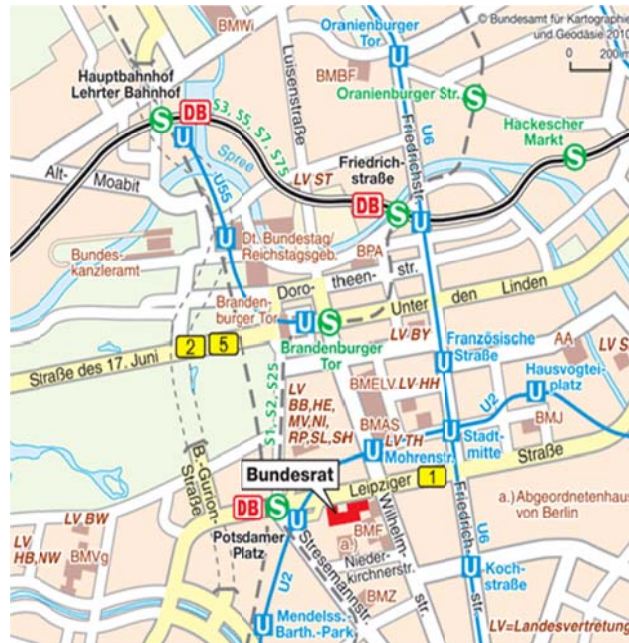 Oranienburger
Tor
© Bundesamt für Kartographie
und Geodäsie 2010
0 200m
BMWi
Hauptbahnhof
Lehrter Bahnhof
Luisenstraße
BMBF
Oranienburger Str.
S
DB
S3, S5, S7, S75
U
U
U6
Friedrichstr.
S
Hackescher
Markt
S
Spree
Friedrich-
straße
LV ST
DB
S
U
Alt-
Moabit
U55
U
Dt. Bundestag/
Reichstagsgeb.
BPA
Bundes-
kanzleramt
Doro-
theen-
str.
Unter den Linden
Branden-
burger Tor
U
S
Brandenburger
Tor
LV BY
Französische
Straße
U
AA
LV S
2
5
Straße des 17. Juni
S1, S2, S25
LV
BB,HE,
MV,NI,
RP,SL,SH
BMELV
LV HH
Hausvogtei-
platz
U
U2
BMAS
LV TH
U
Mohrenstr.
U
Stadt-
mitte
BMJ
Bundesrat
Leipziger
1
Straße
B.-Gurion-
Straße
DB
S
U
Potsdamer
Platz
BMF
a.)
Wilhelm-
str.
Friedrich-
str.
U6
a.) Abgeordnetenhaus
von Berlin
LV BW
LV
HB,NW
BMVg
Stresemannstr.
Nieder-
kirchnerstr.
U
Koch-
straße
U2
BMZ
U
Mendelss.-
Barth.-Park
LV=Landesvertretung